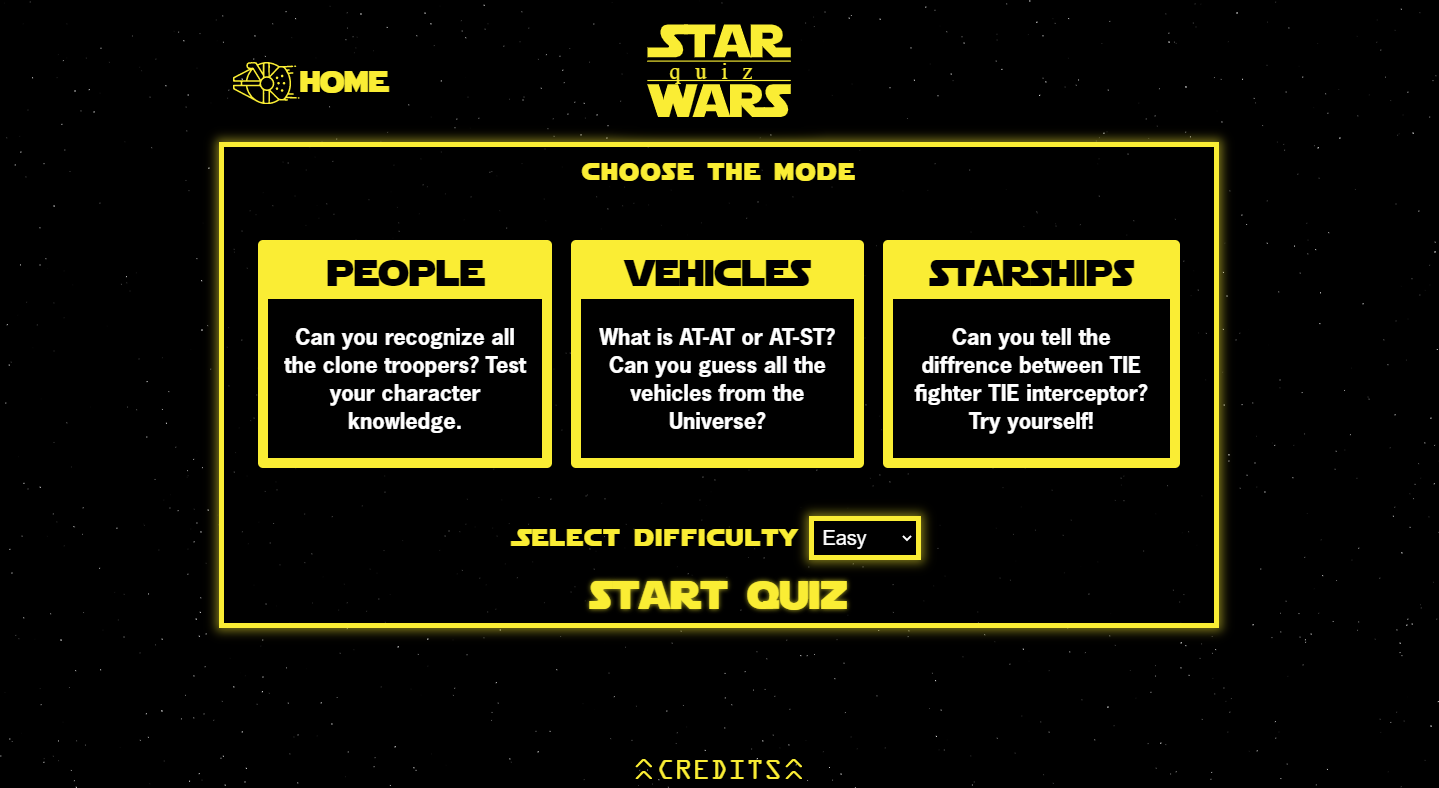 STAR
quiz
WARS
HOME
CHOOSE THE MODE
PEOPLE
Can you recognize all
the clone troopers? Test
your character
knowledge.
VEHICLES
What is AT-AT or AT-ST?
Can you guess all the
vehicles from the
Universe?
STARSHIPS
Can you tell the
diffrence between TIE
fighter TIE interceptor?
Try yourself!
SELECT DIFFICULTY Easy
START QUIZ
CREDITS